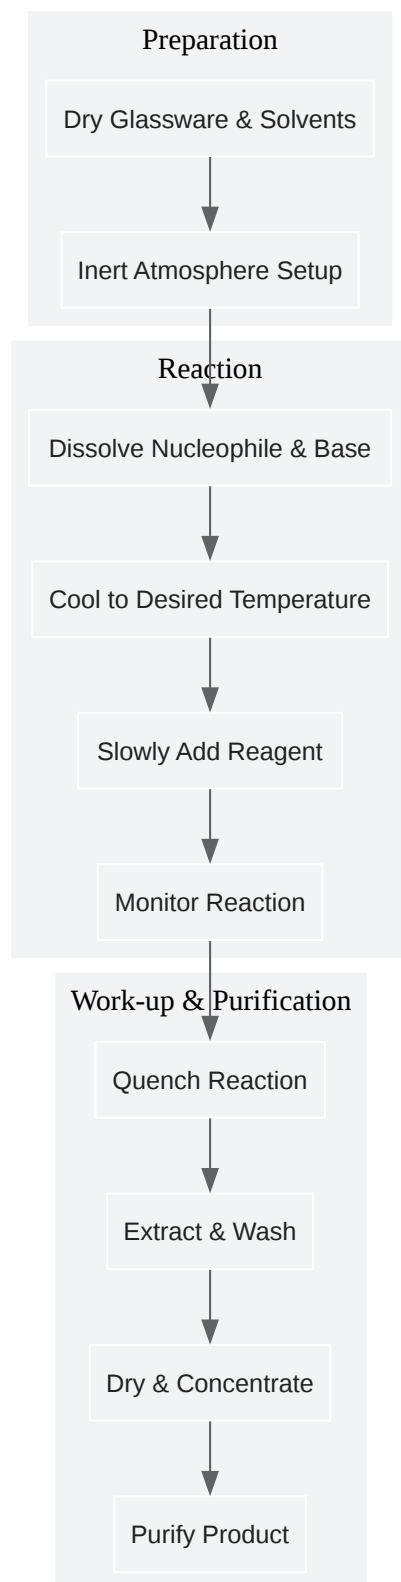 Preparation
Dry Glassware & Solvents
Inert Atmosphere Setup
Reaction
Dissolve Nucleophile & Base
Cool to Desired Temperature
Slowly Add Reagent
Monitor Reaction
Work-up & Purification
Quench Reaction
Extract & Wash
Dry & Concentrate
Purify Product